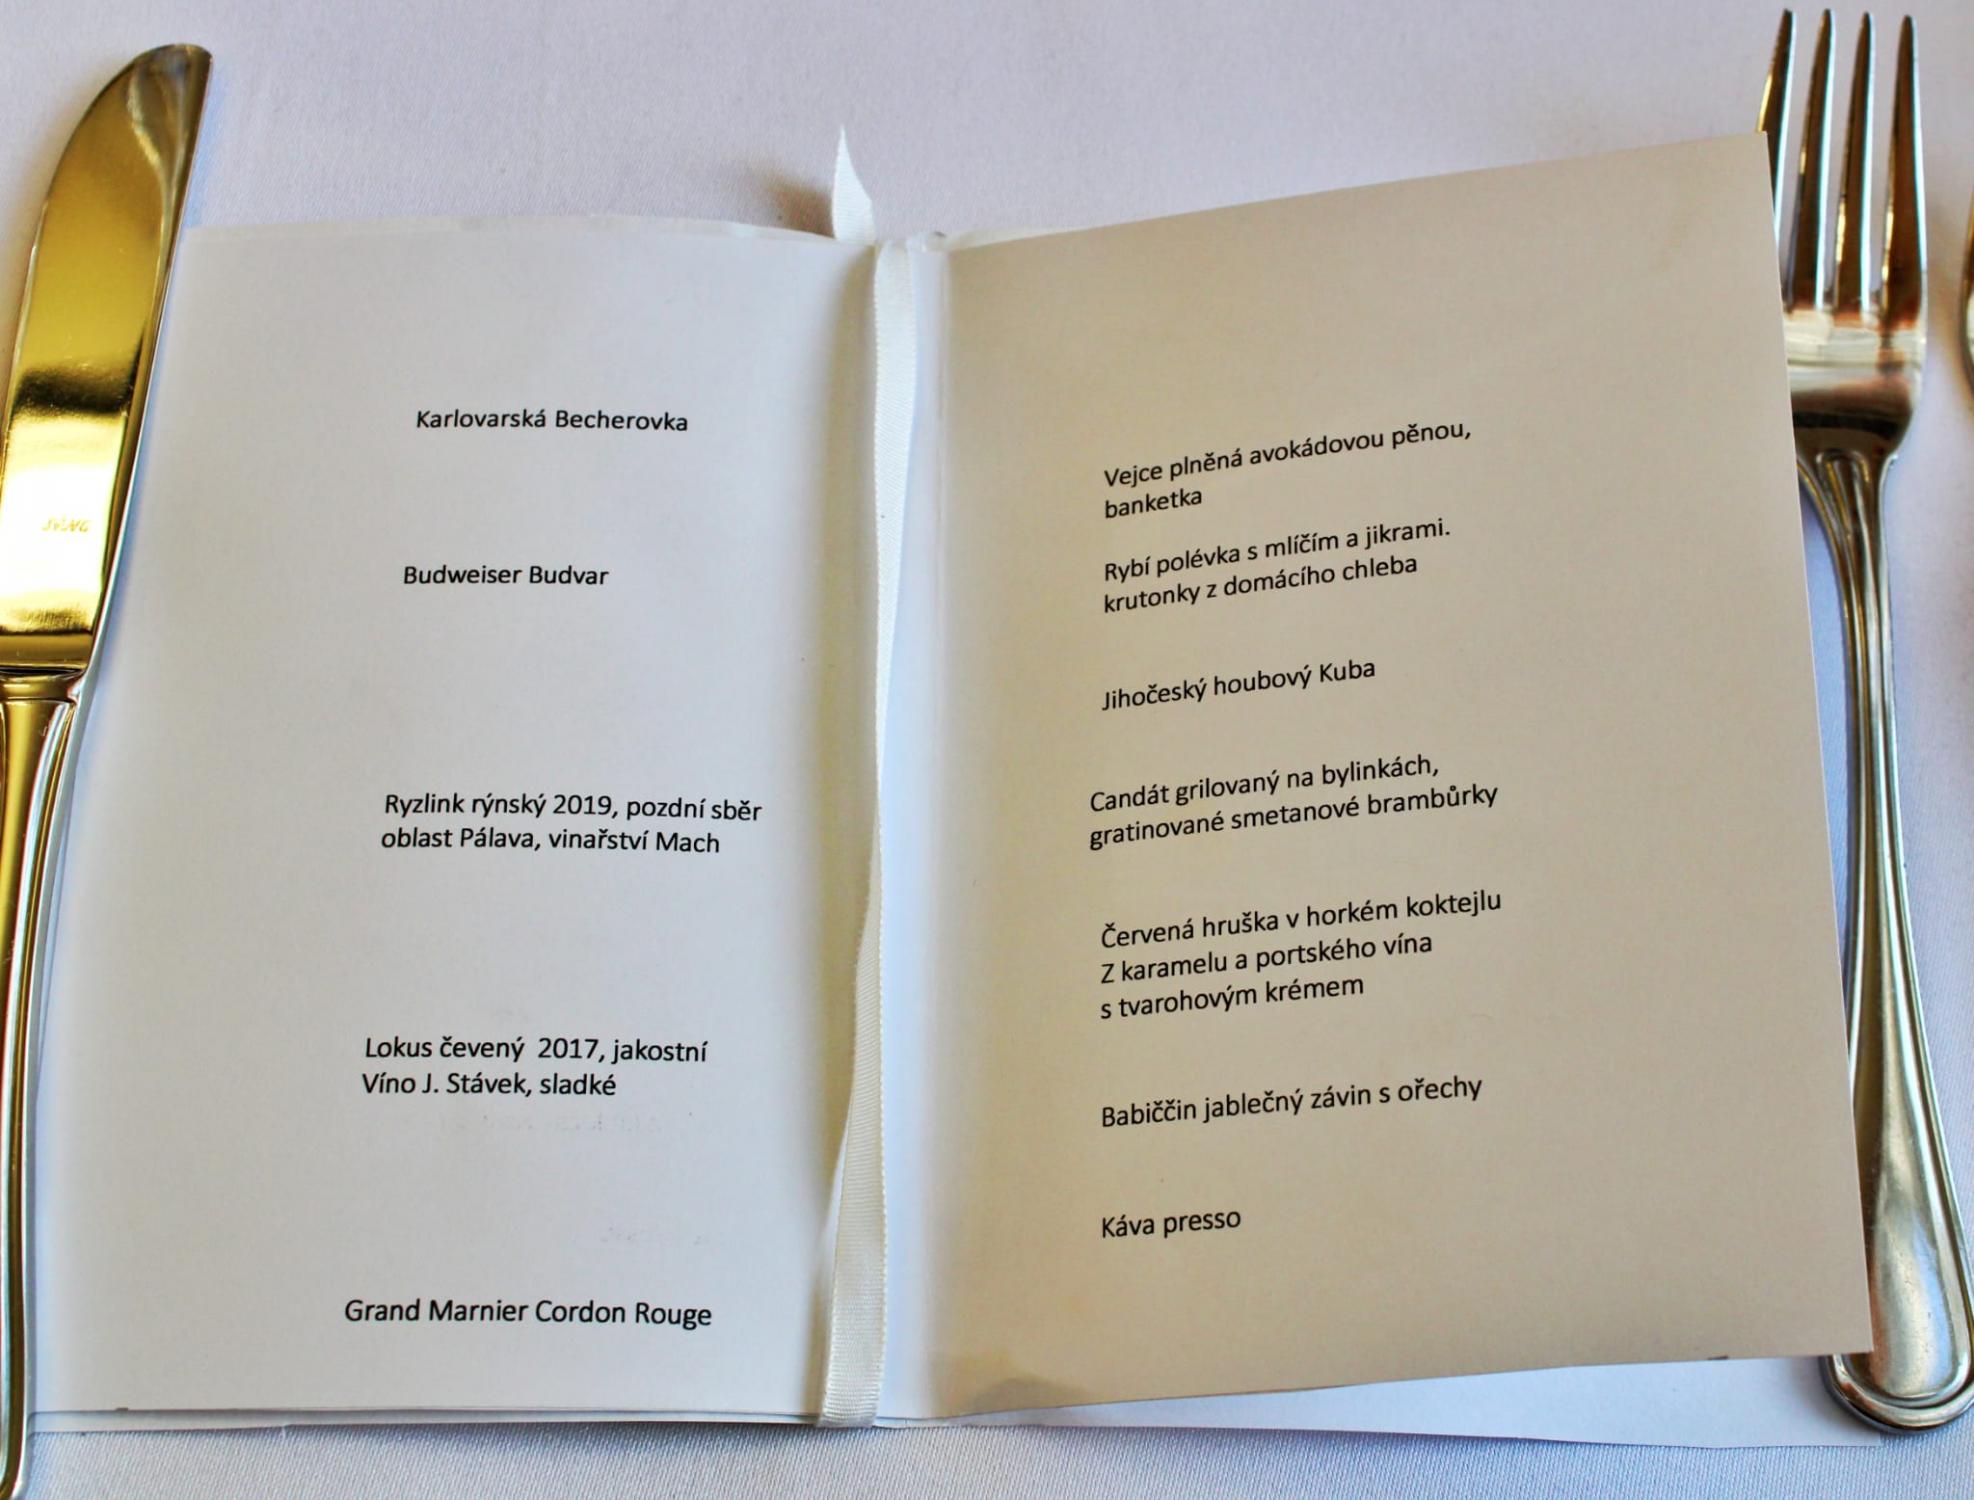 Karlovarská Becherovka
Budweiser Budvar
Ryzlink rýnský 2019, pozdní sběr
oblast Pálava, vinařství Mach
Lokus čevený  2017, jakostní
Víno J. Stávek, sladké
Grand Marnier Cordon Rouge
Vejce plněná avokádovou pěnou,
banketka
Rybí polévka s mlíčím a jikrami.
krutonky z domácího chleba
Jihočeský houbový Kuba
Candát grilovaný na bylinkách,
gratinované smetanové brambůrky
Červená hruška v horkém koktejlu
Z karamelu a portského vína
s tvarohovým krémem
Babiččin jablečný závin s ořechy
Káva presso